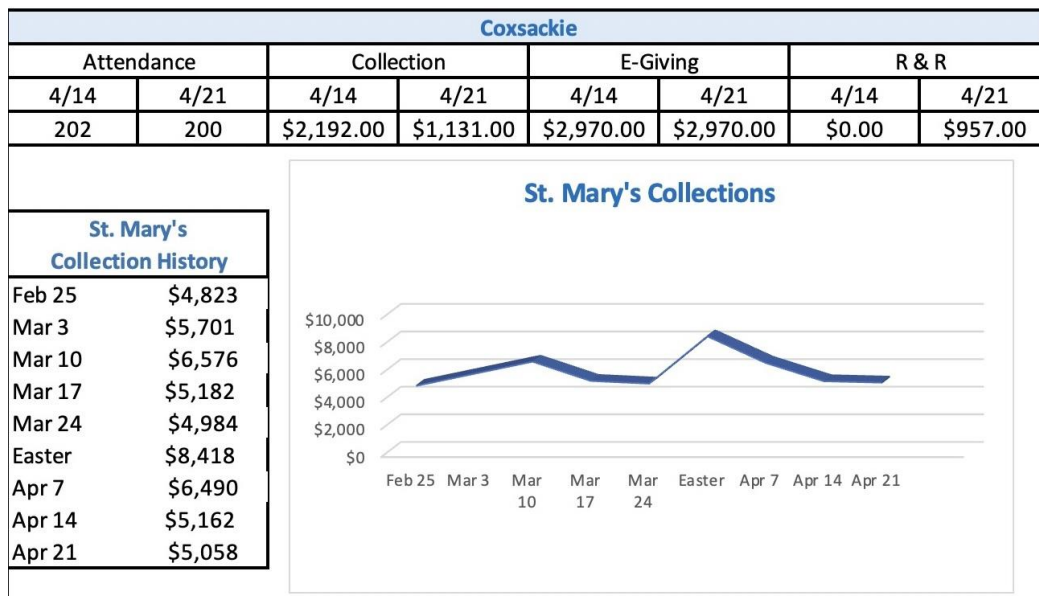 Coxsackie
Attendance Collection E-Giving R & R
4/14 4/21 4/14 4/21 4/14 4/21 4/14 4/21
202 200 $2,192.00 $1,131.00 $2,970.00 $2,970.00 $0.00 $957.00
St. Mary's
Collection History
Feb 25 $4,823
Mar 3 $5,701
Mar 10 $6,576
Mar 17 $5,182
Mar 24 $4,984
Easter $8,418
Apr 7 $6,490
Apr 14 $5,162
Apr 21 $5,058
St. Mary's Collections
$10,000
$8,000
$6,000
$4,000
$2,000
$0
Feb 25 Mar 3 Mar Mar Mar Easter Apr 7 Apr 14 Apr 21
10 17 24